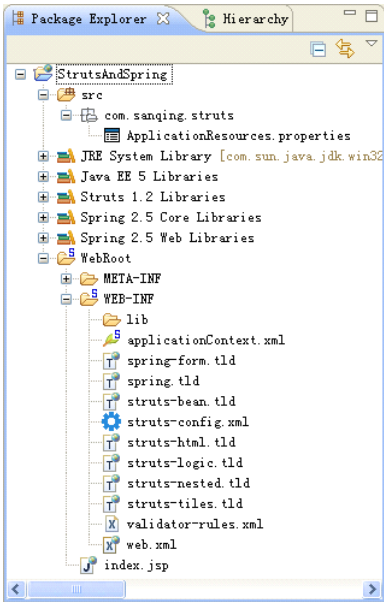 Package Explorer Hierarchy
StrutsAndSpring
src
com.sanqing.struts
ApplicationResources.properties
JRE System Library [com.sun.java.jdk.win32
Java EE 5 Libraries
Struts 1.2 Libraries
Spring 2.5 Core Libraries
Spring 2.5 Web Libraries
WebRoot
META-INF
WEB-INF
lib
applicationContext.xml
spring-form.tld
spring.tld
struts-bean.tld
struts-config.xml
struts-html.tld
struts-logic.tld
struts-nested.tld
struts-tiles.tld
validator-rules.xml
web.xml
index.jsp